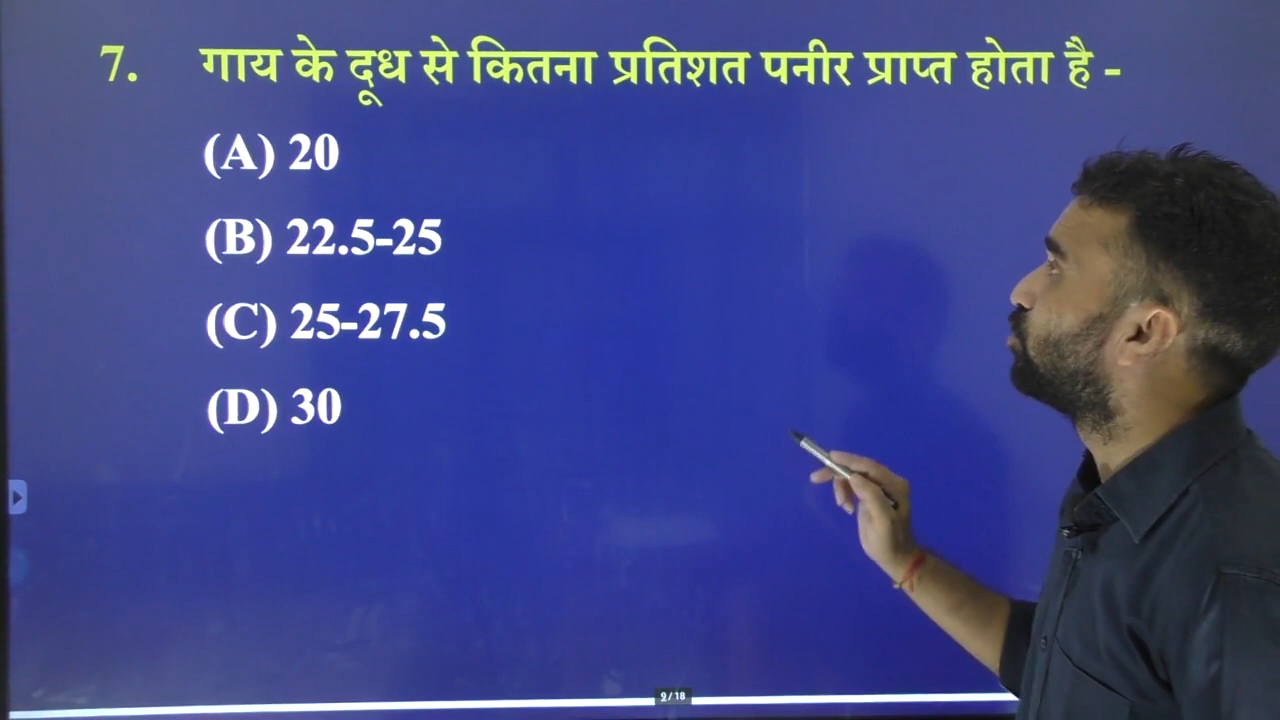 7. गाय के दूध से कितना प्रतिशत पनीर प्राप्त होता है -
(A) 20
(B) 22.5-25
(C) 25-27.5
(D) 30
9 / 18